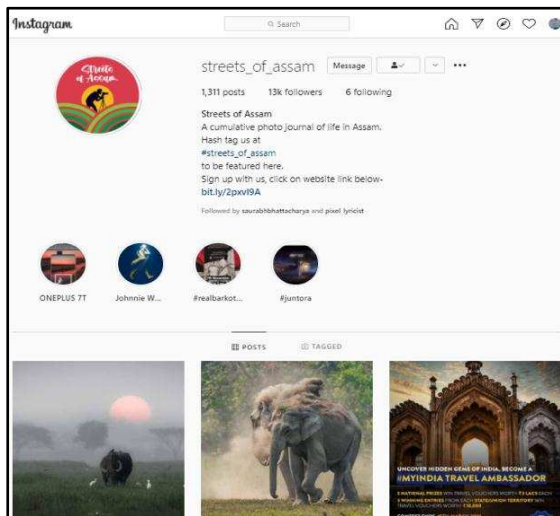 Instagram
Search
Streets
of Assam
streets_of_assam Message
1,311 posts 13k followers 6 following
Streets of Assam
A cumulative photo journal of life in Assam.
Hash tag us at
#streets_of_assam
to be featured here.
Sign up with us, click on website link below-
bit.ly/2pxvI9A
Followed by saurabhbhattacharya and pixel lyricist
ONEPLUS 7T Johnnie W... #realbarkot... #juntora
POSTS TAGGED
UNCOVER HIDDEN GEMS OF INDIA, BECOME A
#MYINDIA TRAVEL AMBASSADOR